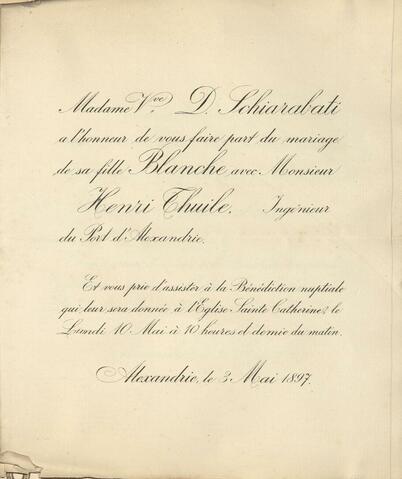 Madame Vve. D. Schiarabati
a l'honneur de vous faire part du mariage
de sa fille Blanche avec Monsieur
Henri Thuile, Ingénieur
du Port d'Alexandrie.
Et vous prie d'assister à la Bénédiction nuptiale
qui leur sera donnée à l'Eglise Sainte Catherine, le
Lundi 10 Mai à 10 heures et demie du matin.
Alexandrie, le 3 Mai 1897.